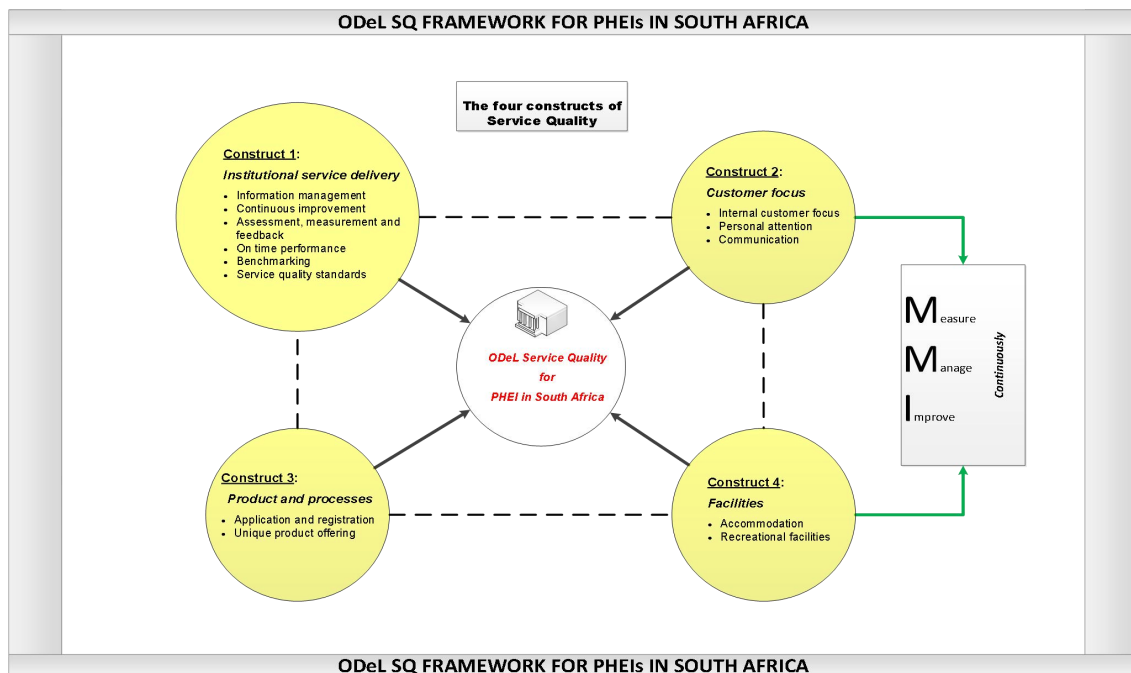 ODeL SQ FRAMEWORK FOR PHEIs IN SOUTH AFRICA
The four constructs of
Service Quality
Construct 1:
Institutional service delivery
• Information management
• Continuous improvement
• Assessment, measurement and
feedback
• On time performance
• Benchmarking
• Service quality standards
Construct 2:
Customer focus
• Internal customer focus
• Personal attention
• Communication
ODeL Service Quality
for
PHEI in South Africa
Measure
Manage
Improve
Continuously
Construct 3:
Product and processes
• Application and registration
• Unique product offering
Construct 4:
Facilities
• Accommodation
• Recreational facilities
ODeL SQ FRAMEWORK FOR PHEIs IN SOUTH AFRICA